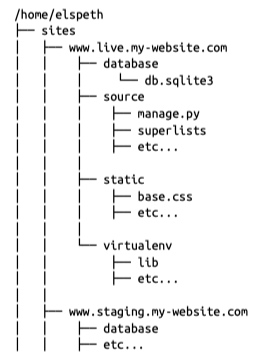 /home/elspeth
├── sites
│   ├── www.live.my-website.com
│   │   ├── database
│   │   │   └── db.sqlite3
│   │   ├── source
│   │   │   ├── manage.py
│   │   │   ├── superlists
│   │   │   ├── etc...
│   │   │
│   │   ├── static
│   │   │   ├── base.css
│   │   │   ├── etc...
│   │   │
│   │   └── virtualenv
│   │       ├── lib
│   │       ├── etc...
│   │
│   ├── www.staging.my-website.com
│   │   ├── database
│   │   ├── etc...